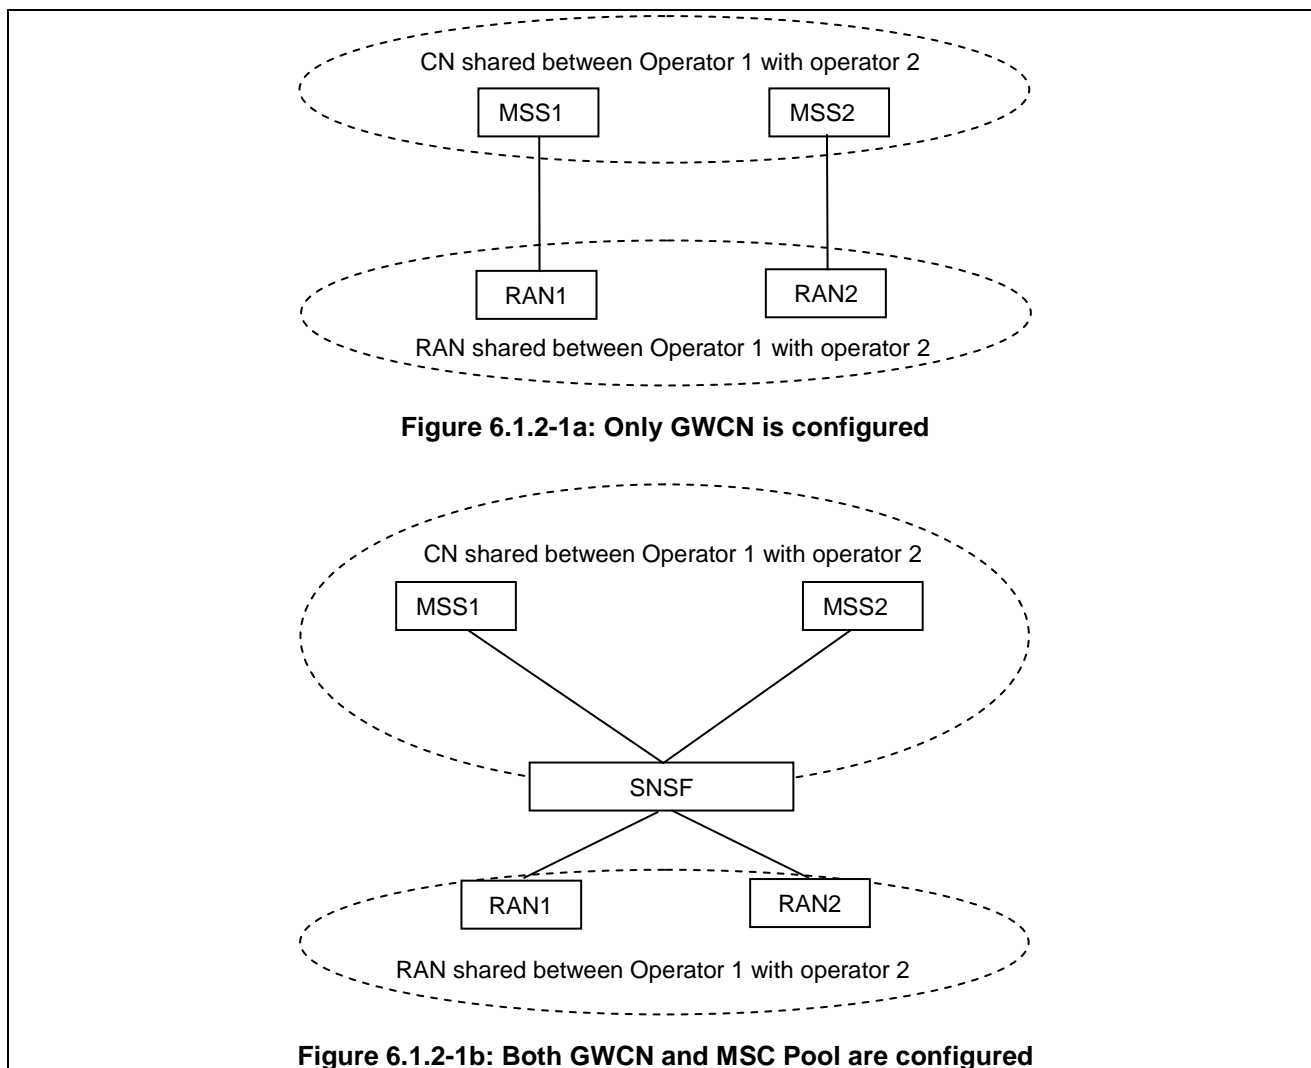 CN shared between Operator 1 with operator 2
MSS1 MSS2
RAN1 RAN2
RAN shared between Operator 1 with operator 2
Figure 6.1.2-1a: Only GWCN is configured
CN shared between Operator 1 with operator 2
MSS1 MSS2
SNSF
RAN1 RAN2
RAN shared between Operator 1 with operator 2
Figure 6.1.2-1b: Both GWCN and MSC Pool are configured